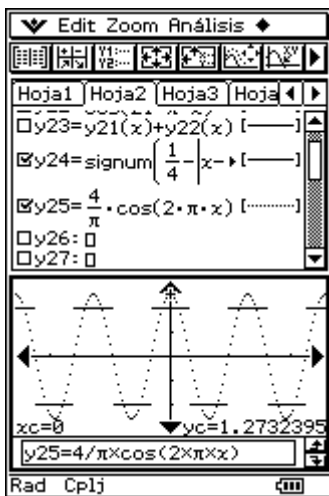 Edit Zoom Análisis
Hoja1 Hoja2 Hoja3 Hoja
y23=y21(x)+y22(x)
y24=signum(1/4-|x-
y25=4/π·cos(2·π·x)
y26:
y27:
xc=0 yc=1.2732395
y25=4/π×cos(2×π×x)
Rad Cplj